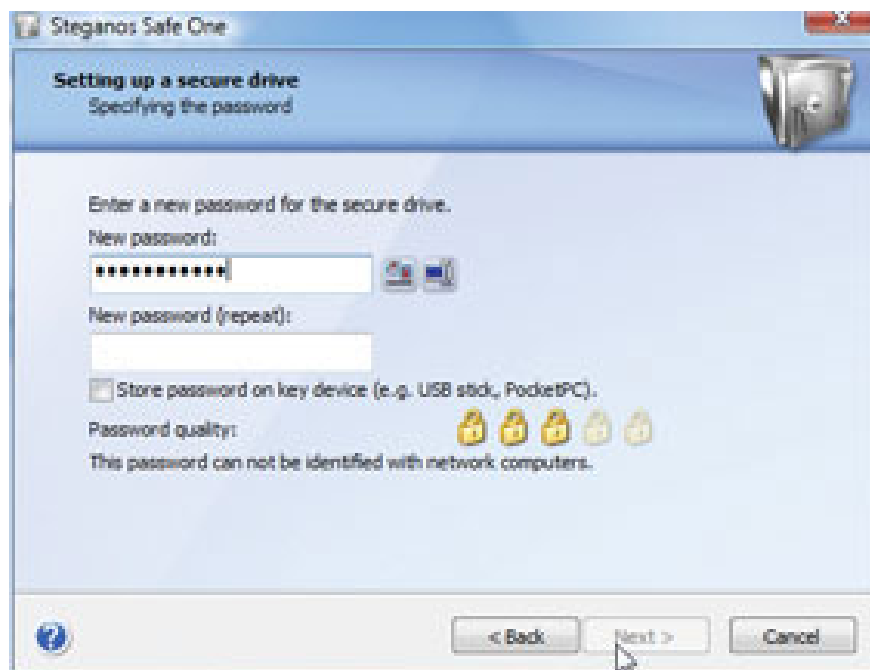 Steganos Safe One
Setting up a secure drive
Specifying the password
Enter a new password for the secure drive.
New password:
•••••••••••
New password (repeat):
Store password on key device (e.g. USB stick, PocketPC).
Password quality:
This password can not be identified with network computers.
< Back Next > Cancel